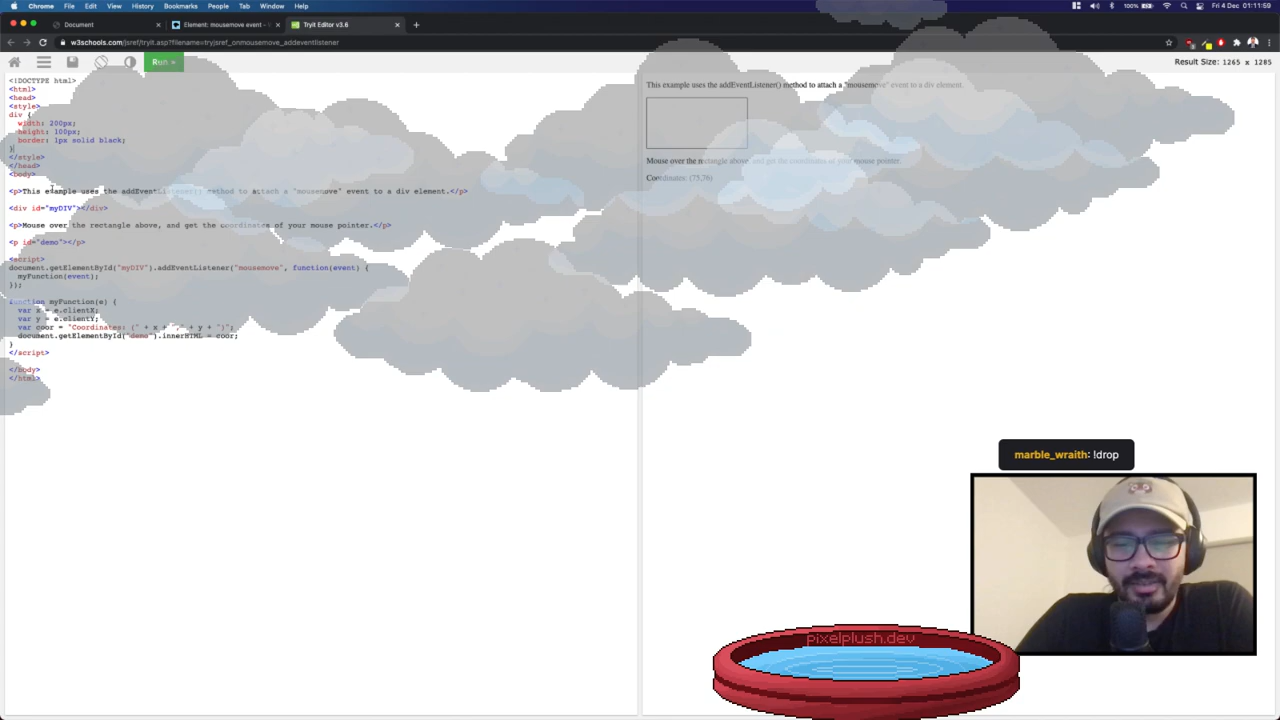 Chrome File Edit View History Bookmarks People Tab Window Help
100% Fri 4 Dec 01:11:59
Document
Element: mousemove event -
Tryit Editor v3.6
w3schools.com/jsref/tryit.asp?filename=tryjsref_onmousemove_addeventlistener
Run »
Result Size: 1265 x 1285
<!DOCTYPE html>
<html>
<head>
<style>
div {
width: 200px;
height: 100px;
border: 1px solid black;
}
</style>
</head>
<body>
<p>This example uses the addEventListener() method to attach a "mousemove" event to a div element.</p>
<div id="myDIV"></div>
<p>Mouse over the rectangle above, and get the coordinates of your mouse pointer.</p>
<p id="demo"></p>
<script>
document.getElementById("myDIV").addEventListener("mousemove", function(event) {
myFunction(event);
});
function myFunction(e) {
var x = e.clientX;
var y = e.clientY;
var coor = "Coordinates: (" + x + "," + y + ")";
document.getElementById("demo").innerHTML = coor;
}
</script>
</body>
</html>
This example uses the addEventListener() method to attach a "mousemove" event to a div element.
Mouse over the rectangle above, and get the coordinates of your mouse pointer.
Coordinates: (75,76)
marble_wraith: !drop
pixelplush.dev